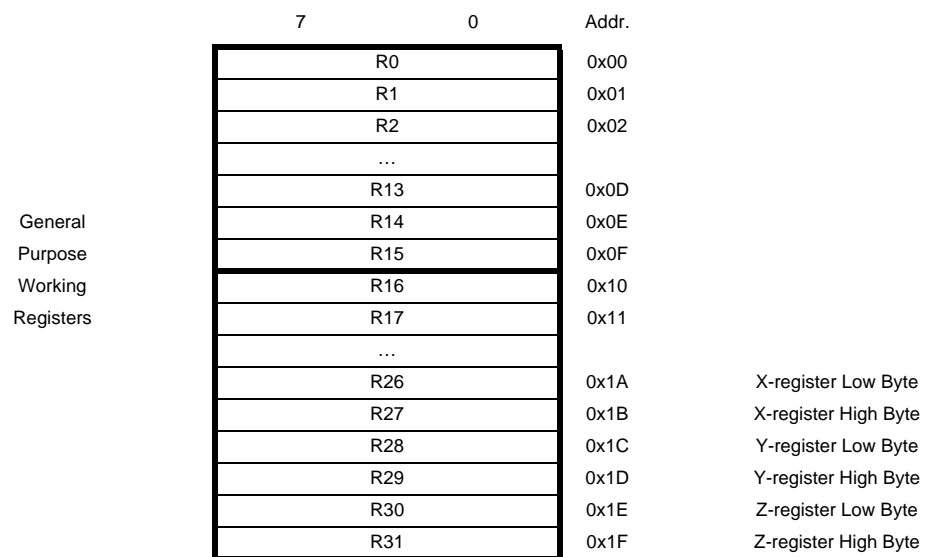 7 0 Addr.
R0 0x00
R1 0x01
R2 0x02
…
R13 0x0D
General R14 0x0E
Purpose R15 0x0F
Working R16 0x10
Registers R17 0x11
…
R26 0x1A X-register Low Byte
R27 0x1B X-register High Byte
R28 0x1C Y-register Low Byte
R29 0x1D Y-register High Byte
R30 0x1E Z-register Low Byte
R31 0x1F Z-register High Byte